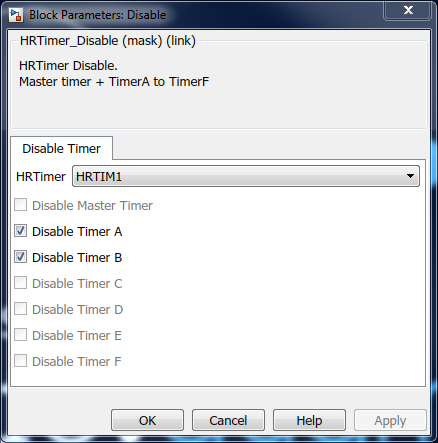 Block Parameters: Disable
HRTimer_Disable (mask) (link)
HRTimer Disable.
Master timer + TimerA to TimerF
Disable Timer
HRTimer HRTIM1
Disable Master Timer
Disable Timer A
Disable Timer B
Disable Timer C
Disable Timer D
Disable Timer E
Disable Timer F
OK Cancel Help Apply